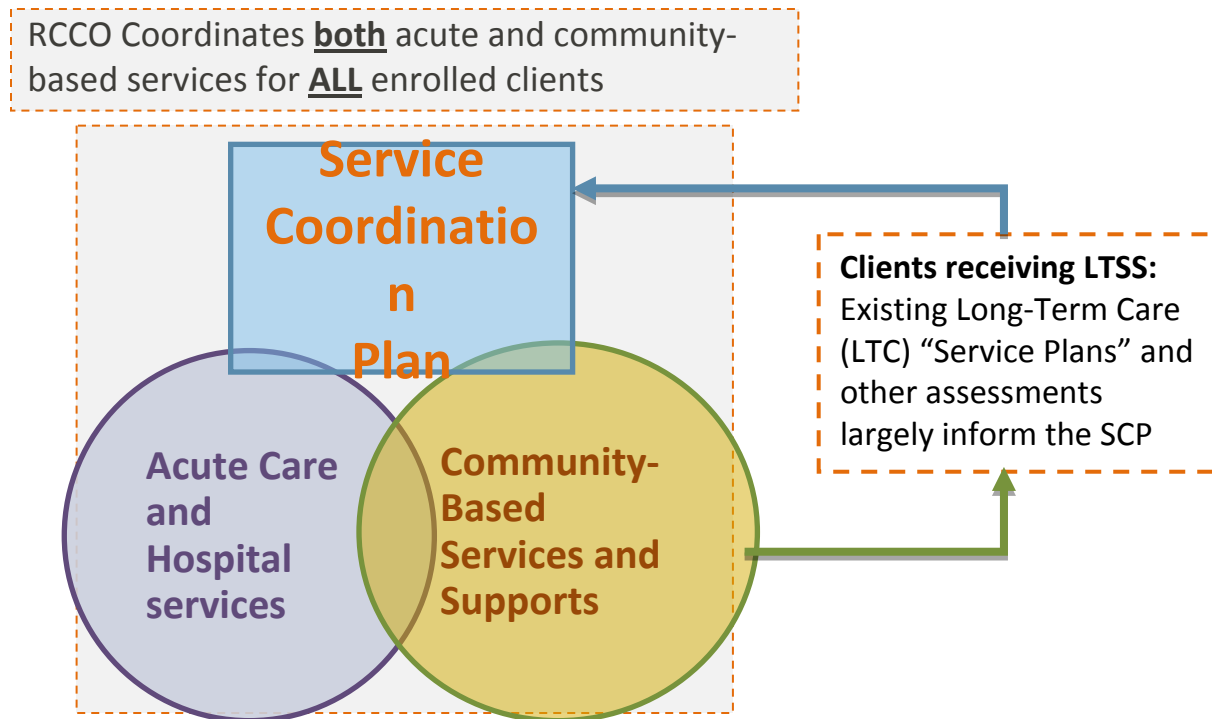 RCCO Coordinates both acute and community-
based services for ALL enrolled clients
Service
Coordinatio
n
Plan
Clients receiving LTSS:
Existing Long-Term Care
(LTC) “Service Plans” and
other assessments
largely inform the SCP
Acute Care
and
Hospital
services
Community-
Based
Services and
Supports